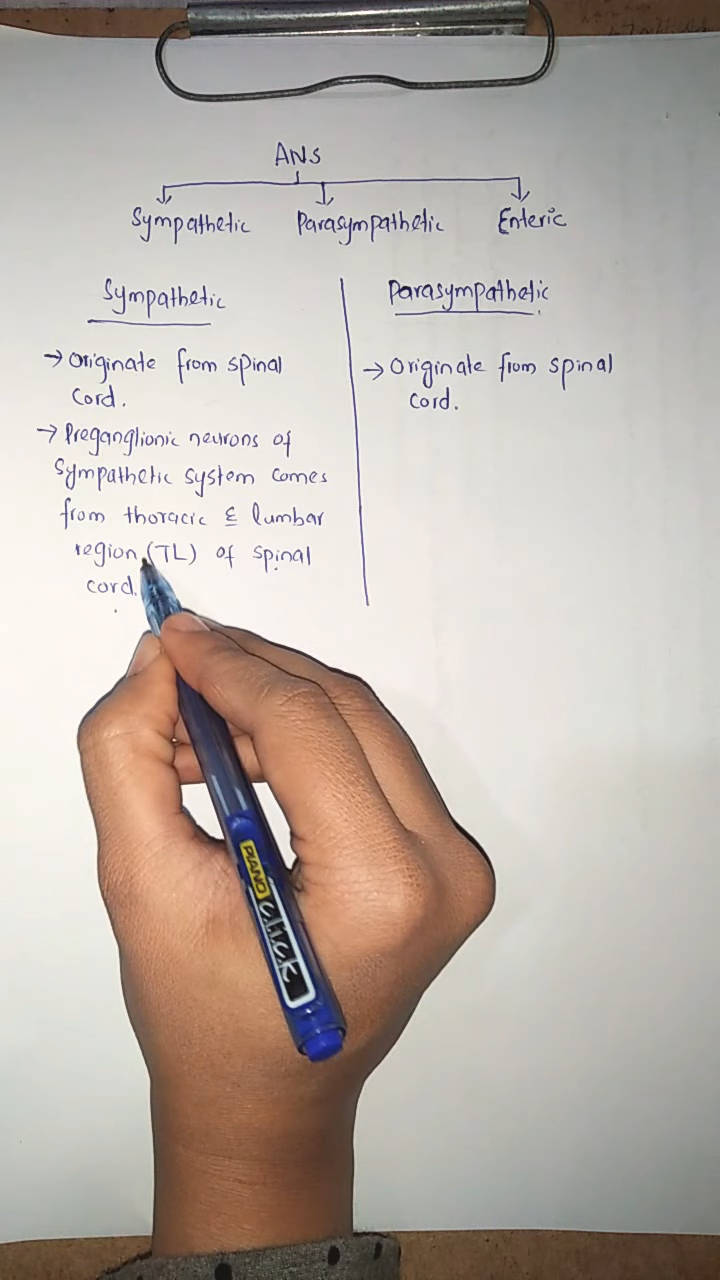 ANS
Sympathetic Parasympathetic Enteric
Sympathetic
→ Originate from spinal
cord.
→ Preganglionic neurons of
sympathetic system comes
from thoracic & lumbar
region (TL) of spinal
cord.
Parasympathetic
→ Originate from spinal
cord.
PIANO
click